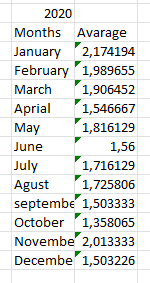 2020
Months Avarage
January 2,174194
February 1,989655
March 1,906452
Aprial 1,546667
May 1,816129
June 1,56
July 1,716129
Agust 1,725806
septembe 1,503333
October 1,358065
Novembe 2,013333
Decembe 1,503226